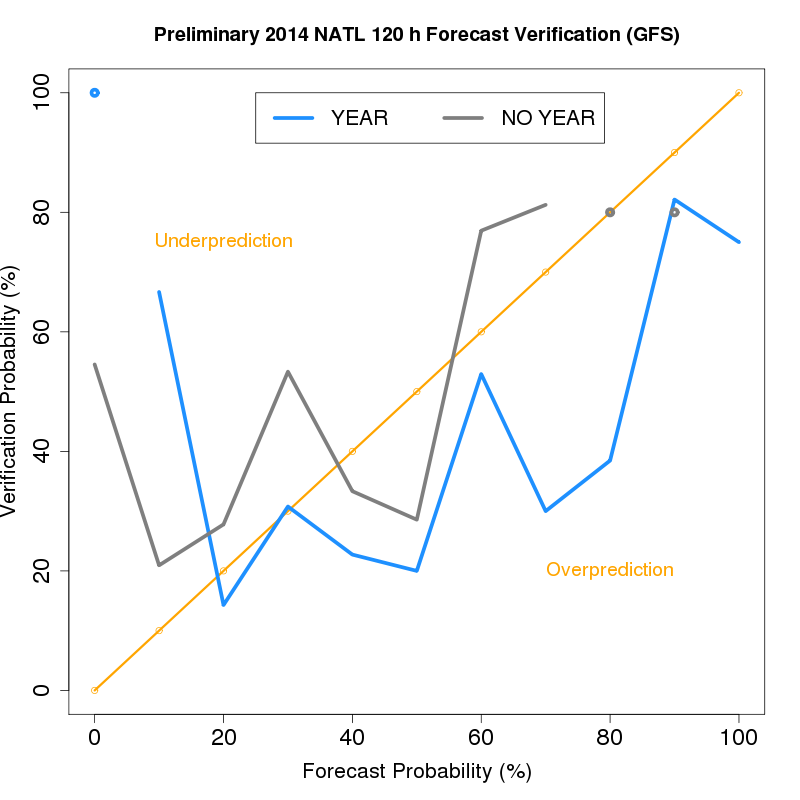 Preliminary 2014 NATL 120 h Forecast Verification (GFS)
YEAR
NO YEAR
Underprediction
Overprediction
Verification Probability (%)
100
80
60
40
20
0
0 20 40 60 80 100
Forecast Probability (%)